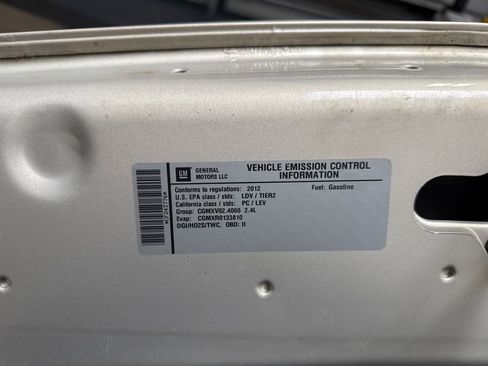 GM
GENERAL
MOTORS LLC
VEHICLE EMISSION CONTROL
INFORMATION
Conforms to regulations: 2012
Fuel: Gasoline
U.S. EPA class / stds: LDV / TIER2
California class / stds: PC / LEV
Group: CGMXV02.4060 2.4L
Evap: CGMXR0133810
DGI/HO2S/TWC, OBD: II